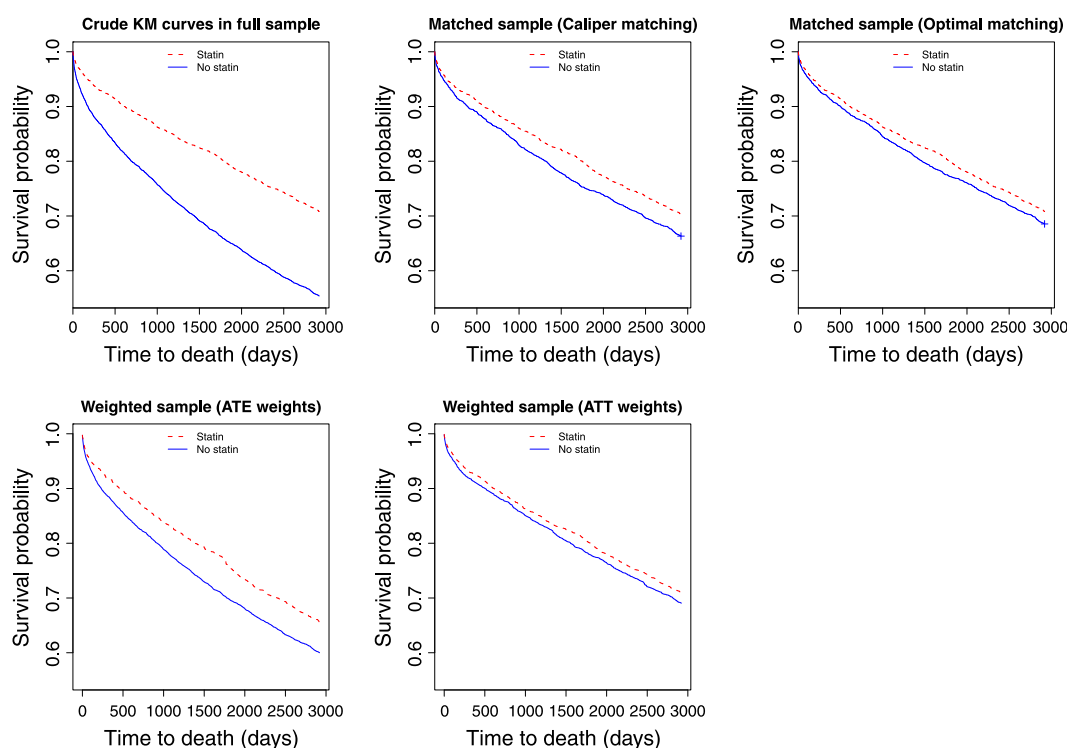 Crude KM curves in full sample
Statin
No statin
Survival probability
1.0
0.9
0.8
0.7
0.6
0 500 1000 1500 2000 2500 3000
Time to death (days)
Matched sample (Caliper matching)
Statin
No statin
Survival probability
1.0
0.9
0.8
0.7
0.6
0 500 1000 1500 2000 2500 3000
Time to death (days)
Matched sample (Optimal matching)
Statin
No statin
Survival probability
1.0
0.9
0.8
0.7
0.6
0 500 1000 1500 2000 2500 3000
Time to death (days)
Weighted sample (ATE weights)
Statin
No statin
Survival probability
1.0
0.9
0.8
0.7
0.6
0 500 1000 1500 2000 2500 3000
Time to death (days)
Weighted sample (ATT weights)
Statin
No statin
Survival probability
1.0
0.9
0.8
0.7
0.6
0 500 1000 1500 2000 2500 3000
Time to death (days)